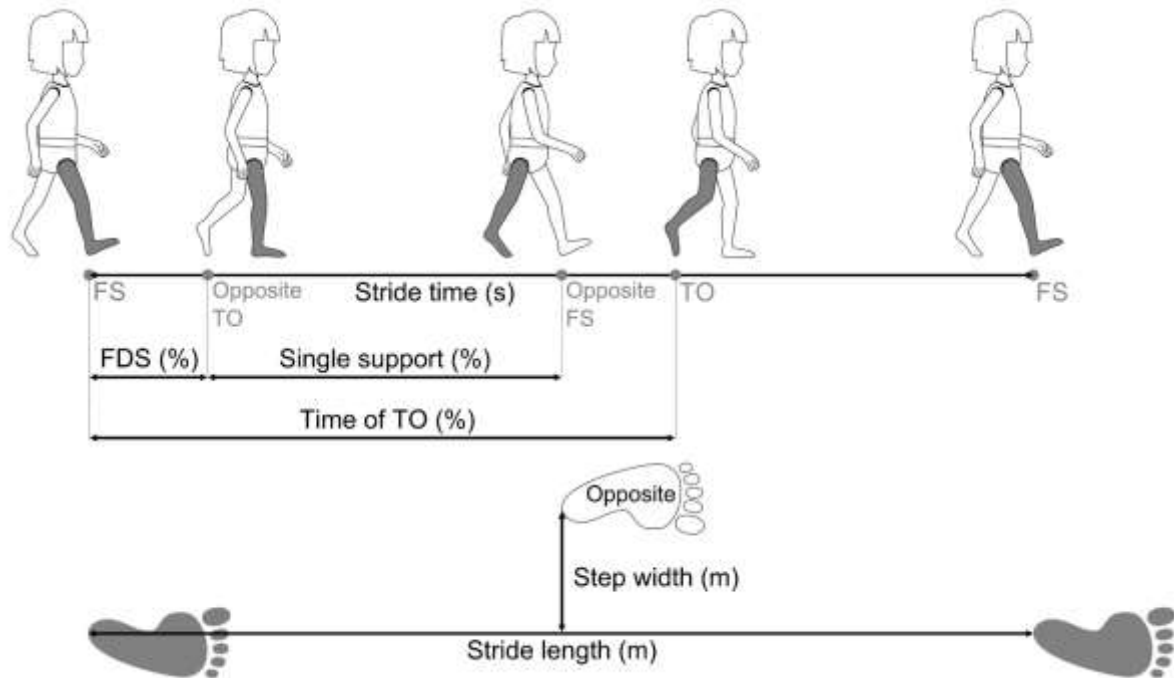 FS
Opposite
TO
Stride time (s)
Opposite
FS
TO
FS
FDS (%)
Single support (%)
Time of TO (%)
Opposite
Step width (m)
Stride length (m)